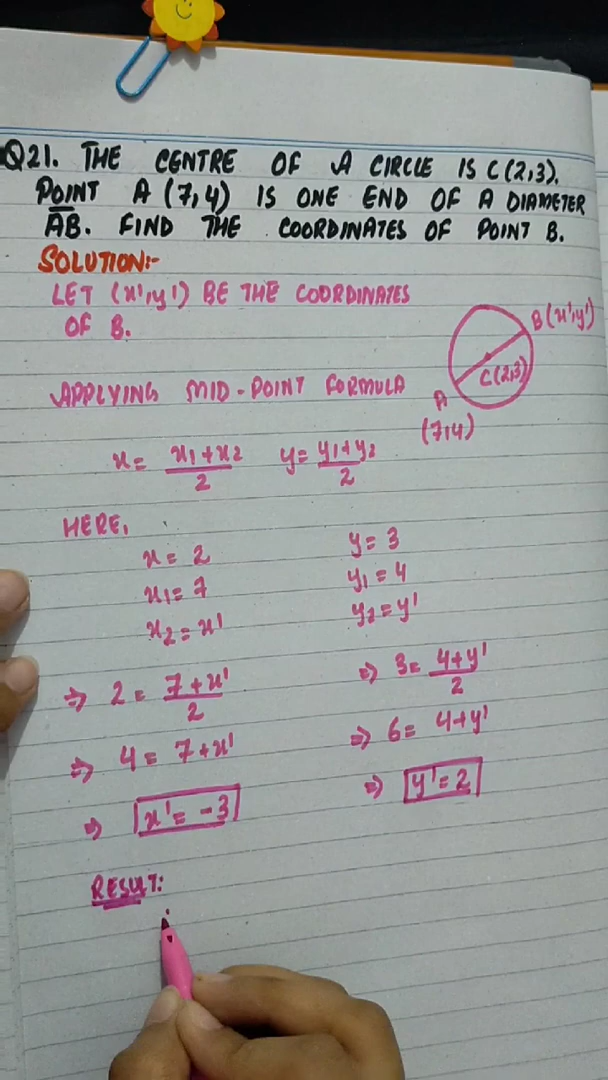 Q21. THE CENTRE OF A CIRCLE IS C(2,3).
POINT A (7,4) IS ONE END OF A DIAMETER
AB. FIND THE COORDINATES OF POINT B.
SOLUTION:-
LET (x',y') BE THE COORDINATES
OF B.
B(x',y')
C(2,3)
A
(7,4)
APPLYING MID-POINT FORMULA
x = (x₁+x₂)/2 y = (y₁+y₂)/2
HERE,
x = 2 y = 3
x₁ = 7 y₁ = 4
x₂ = x' y₂ = y'
⇒ 2 = (7+x')/2 ⇒ 3 = (4+y')/2
⇒ 4 = 7+x' ⇒ 6 = 4+y'
⇒ x' = -3 ⇒ y' = 2
RESULT: